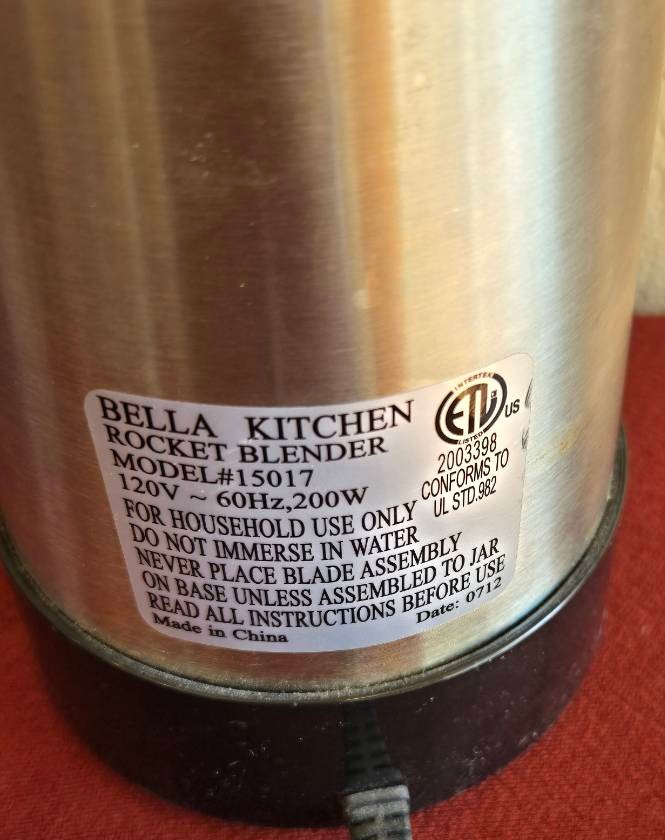 BELLA KITCHEN
ROCKET BLENDER
MODEL#15017
120V ~ 60Hz,200W
FOR HOUSEHOLD USE ONLY
DO NOT IMMERSE IN WATER
NEVER PLACE BLADE ASSEMBLY
ON BASE UNLESS ASSEMBLED TO JAR
READ ALL INSTRUCTIONS BEFORE USE
Made in China
Date: 0712
INTERTEK
ETL
LISTED
US
2003398
CONFORMS TO
UL STD.982